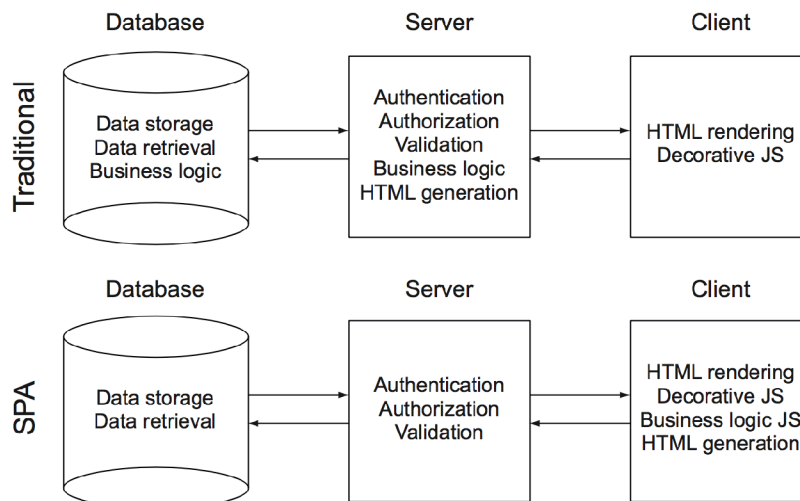 Database
Server
Client
Traditional
Data storage
Data retrieval
Business logic
Authentication
Authorization
Validation
Business logic
HTML generation
HTML rendering
Decorative JS
Database
Server
Client
SPA
Data storage
Data retrieval
Authentication
Authorization
Validation
HTML rendering
Decorative JS
Business logic JS
HTML generation